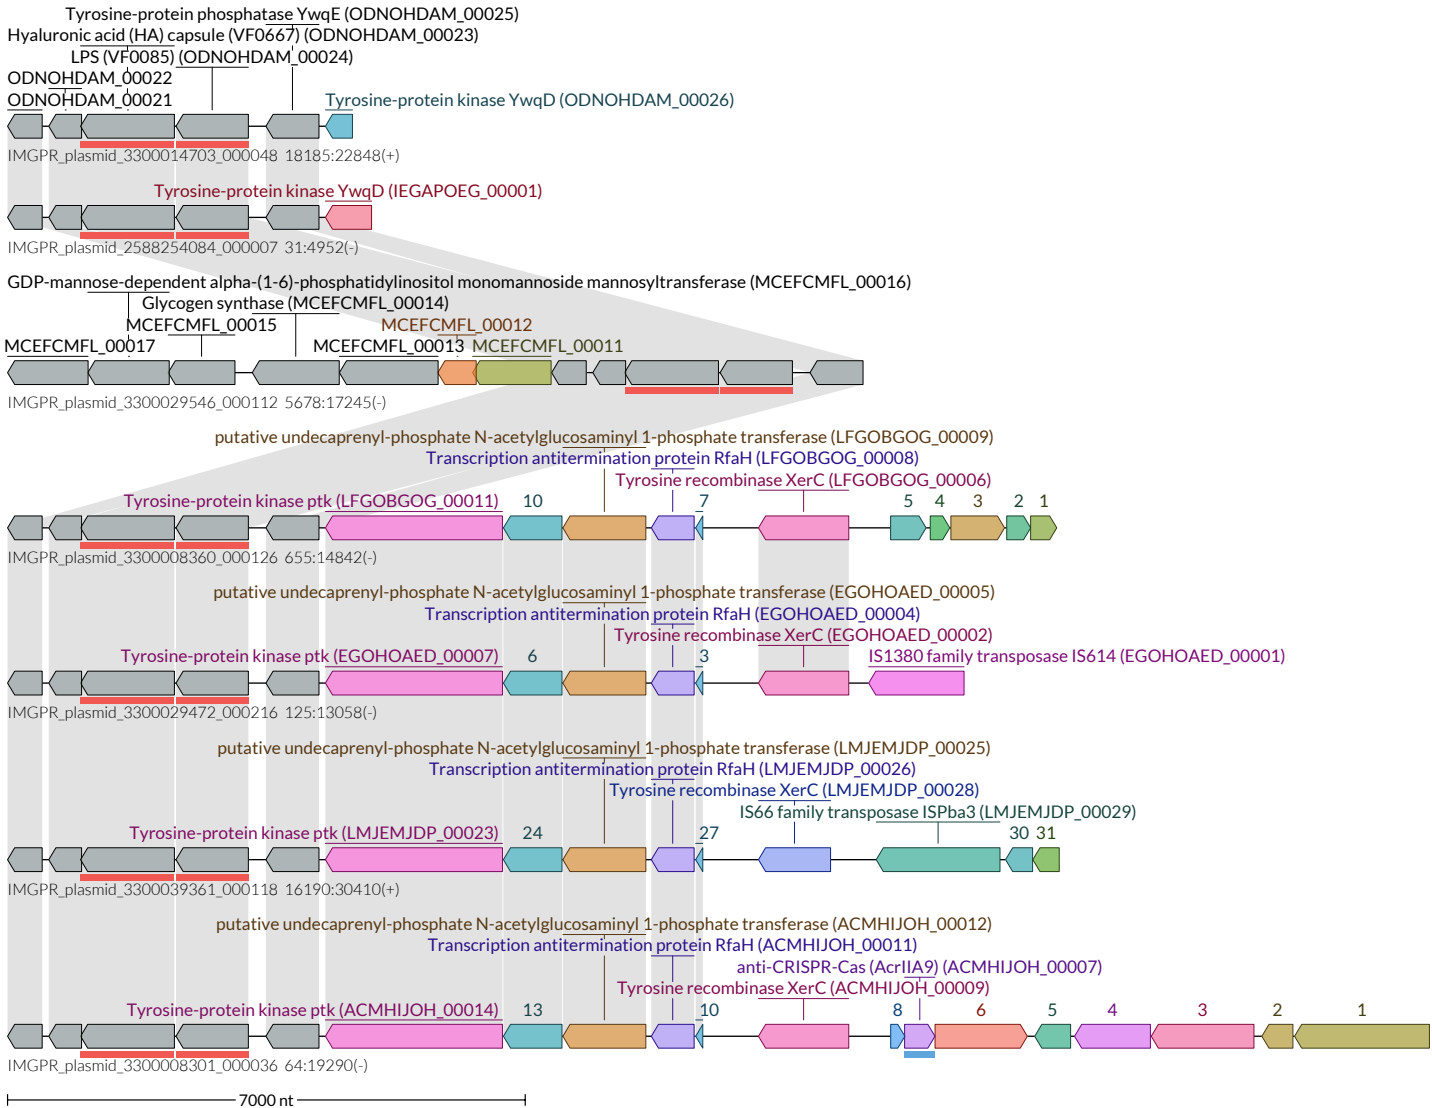 Tyrosine-protein phosphatase YwqE (ODNOHDAM_00025)
Hyaluronic acid (HA) capsule (VF0667) (ODNOHDAM_00023)
LPS (VF0085) (ODNOHDAM_00024)
ODNOHDAM_00022
ODNOHDAM_00021 Tyrosine-protein kinase YwqD (ODNOHDAM_00026)
IMGPR_plasmid_3300014703_000048 18185:22848(+)
Tyrosine-protein kinase YwqD (IEGAPOEG_00001)
IMGPR_plasmid_2588254084_000007 31:4952(-)
GDP-mannose-dependent alpha-(1-6)-phosphatidylinositol monomannoside mannosyltransferase (MCEFCMFL_00016)
Glycogen synthase (MCEFCMFL_00014)
MCEFCMFL_00015 MCEFCMFL_00012
MCEFCMFL_00017 MCEFCMFL_00013 MCEFCMFL_00011
IMGPR_plasmid_3300029546_000112 5678:17245(-)
putative undecaprenyl-phosphate N-acetylglucosaminyl 1-phosphate transferase (LFGOBGOG_00009)
Transcription antitermination protein RfaH (LFGOBGOG_00008)
Tyrosine recombinase XerC (LFGOBGOG_00006)
Tyrosine-protein kinase ptk (LFGOBGOG_00011) 10 7 5 4 3 2 1
IMGPR_plasmid_3300008360_000126 655:14842(-)
putative undecaprenyl-phosphate N-acetylglucosaminyl 1-phosphate transferase (EGOHOAED_00005)
Transcription antitermination protein RfaH (EGOHOAED_00004)
Tyrosine recombinase XerC (EGOHOAED_00002)
Tyrosine-protein kinase ptk (EGOHOAED_00007) 6 3 IS1380 family transposase IS614 (EGOHOAED_00001)
IMGPR_plasmid_3300029472_000216 125:13058(-)
putative undecaprenyl-phosphate N-acetylglucosaminyl 1-phosphate transferase (LMJEMJDP_00025)
Transcription antitermination protein RfaH (LMJEMJDP_00026)
Tyrosine recombinase XerC (LMJEMJDP_00028)
IS66 family transposase ISPba3 (LMJEMJDP_00029)
Tyrosine-protein kinase ptk (LMJEMJDP_00023) 24 27 30 31
IMGPR_plasmid_3300039361_000118 16190:30410(+)
putative undecaprenyl-phosphate N-acetylglucosaminyl 1-phosphate transferase (ACMHIJOH_00012)
Transcription antitermination protein RfaH (ACMHIJOH_00011)
anti-CRISPR-Cas (AcrIIA9) (ACMHIJOH_00007)
Tyrosine recombinase XerC (ACMHIJOH_00009)
Tyrosine-protein kinase ptk (ACMHIJOH_00014) 13 10 8 6 5 4 3 2 1
IMGPR_plasmid_3300008301_000036 64:19290(-)
7000 nt